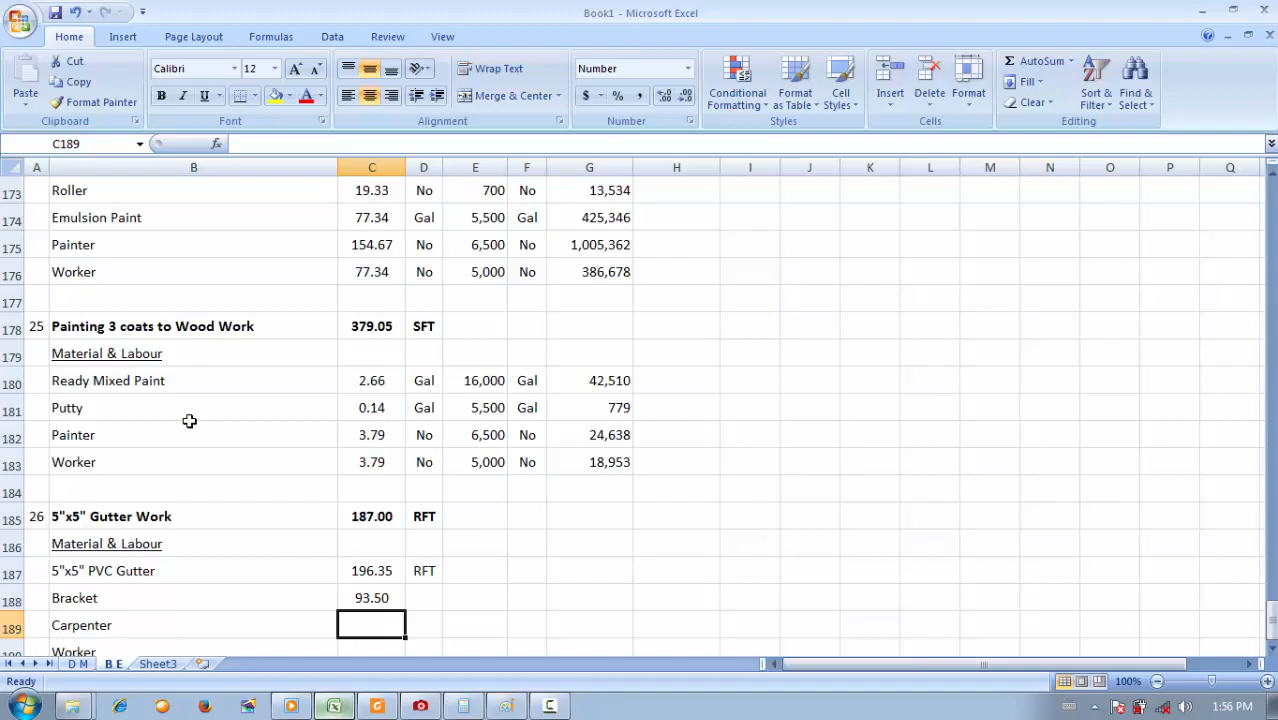 Book1 - Microsoft Excel
Home Insert Page Layout Formulas Data Review View
Paste Cut Copy Format Painter Clipboard
Calibri 12 B I U A Font
Wrap Text Merge & Center Alignment
Number $ % , Number
Conditional Formatting Format as Table Cell Styles Styles
Insert Delete Format Cells
Σ AutoSum Fill Clear Sort & Filter Find & Select Editing
C189 fx
A B C D E F G H I J K L M N O P Q
173 Roller 19.33 No 700 No 13,534
174 Emulsion Paint 77.34 Gal 5,500 Gal 425,346
175 Painter 154.67 No 6,500 No 1,005,362
176 Worker 77.34 No 5,000 No 386,678
177
178 25 Painting 3 coats to Wood Work 379.05 SFT
179 Material & Labour
180 Ready Mixed Paint 2.66 Gal 16,000 Gal 42,510
181 Putty 0.14 Gal 5,500 Gal 779
182 Painter 3.79 No 6,500 No 24,638
183 Worker 3.79 No 5,000 No 18,953
184
185 26 5"x5" Gutter Work 187.00 RFT
186 Material & Labour
187 5"x5" PVC Gutter 196.35 RFT
188 Bracket 93.50
189 Carpenter
Worker
D M B E Sheet3
Ready 100%
1:56 PM